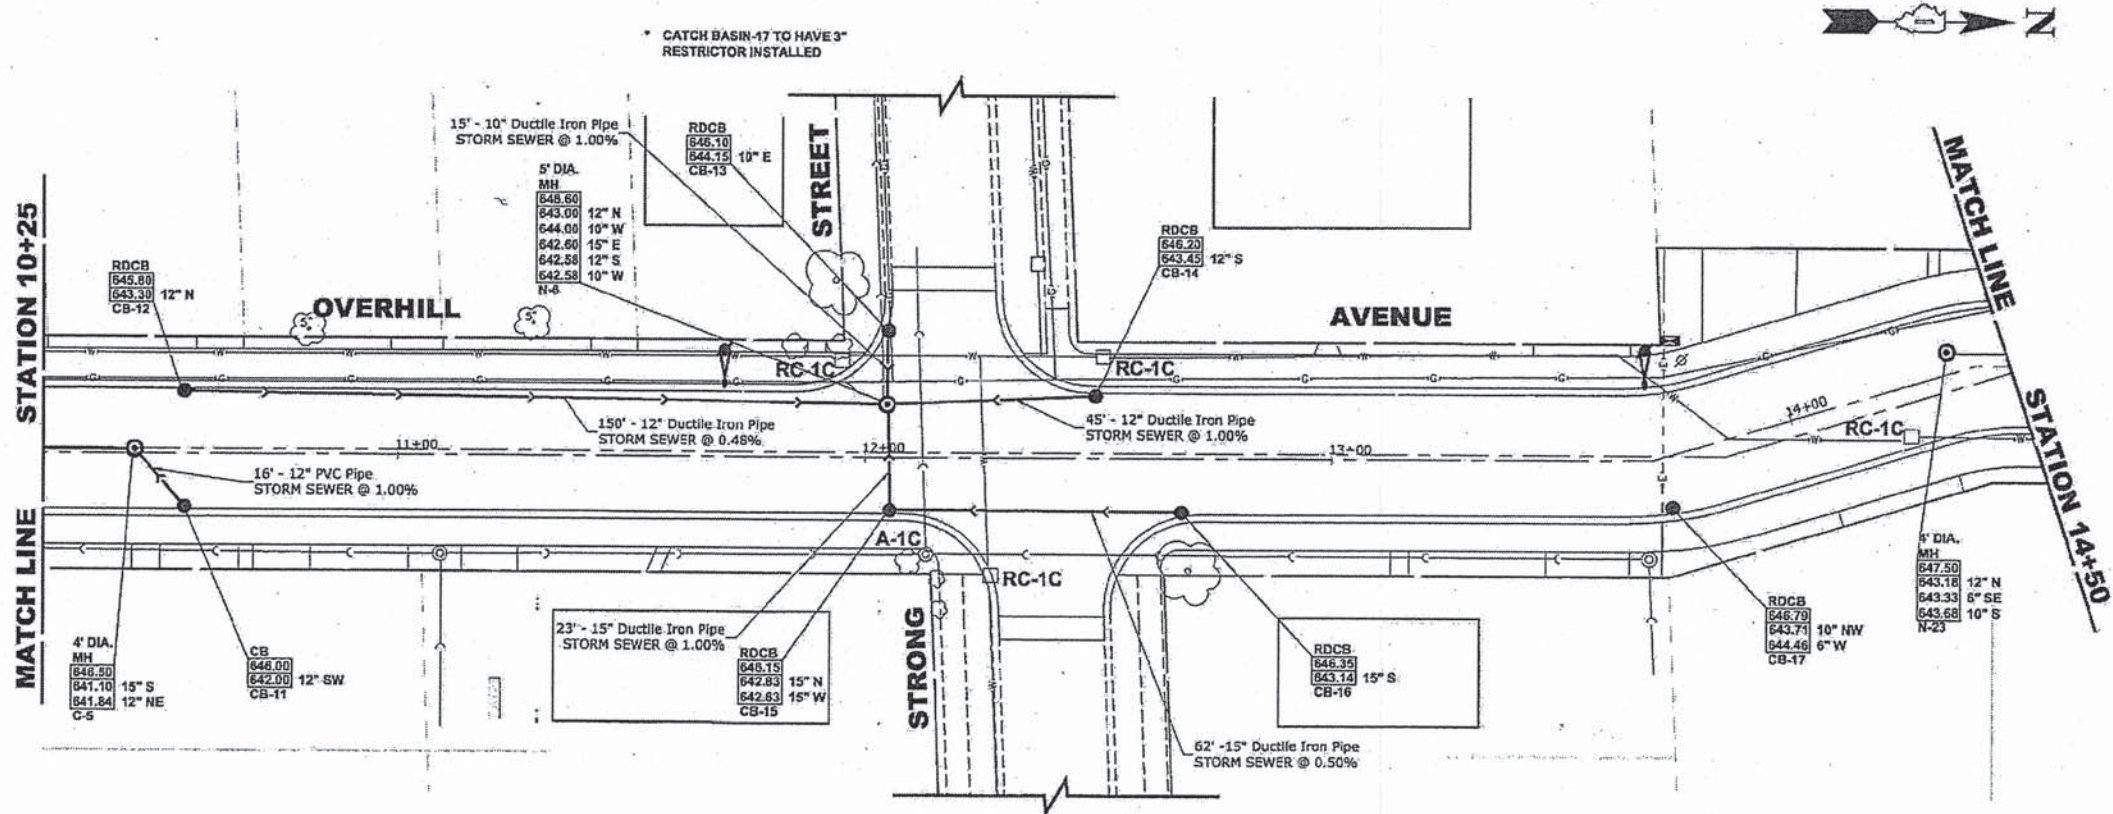 * CATCH BASIN-17 TO HAVE 3"
RESTRICTOR INSTALLED
N
15' - 10" Ductile Iron Pipe
STORM SEWER @ 1.00%
RDCB
646.10
644.15 10" E
CB-13
STREET
5' DIA.
MH
646.60
643.00 12" N
644.00 10" W
642.60 15" E
642.58 12" S
642.58 10" W
N-6
RDCB
646.20
643.45 12" S
CB-14
MATCH LINE
STATION 14+50
STATION 10+25
MATCH LINE
RDCB
645.80
643.30 12" N
CB-12
OVERHILL
AVENUE
5"
5"
RC-1C
RC-1C
RC-1C
150' - 12" Ductile Iron Pipe
STORM SEWER @ 0.48%
45' - 12" Ductile Iron Pipe
STORM SEWER @ 1.00%
11+00
12+00
13+00
14+00
16' - 12" PVC Pipe
STORM SEWER @ 1.00%
A-1C
RC-1C
4' DIA.
MH
646.50
641.10 15" S
641.84 12" NE
C-5
CB
646.00
642.00 12" SW
CB-11
23' - 15" Ductile Iron Pipe
STORM SEWER @ 1.00%
RDCB
646.15
642.83 15" N
642.83 15" W
CB-15
STRONG
RDCB
646.35
643.14 15" S
CB-16
62' -15" Ductile Iron Pipe
STORM SEWER @ 0.50%
RDCB
646.79
643.71 10" NW
644.46 6" W
CB-17
4' DIA.
MH
647.50
643.18 12" N
643.33 6" SE
643.68 10" S
N-23